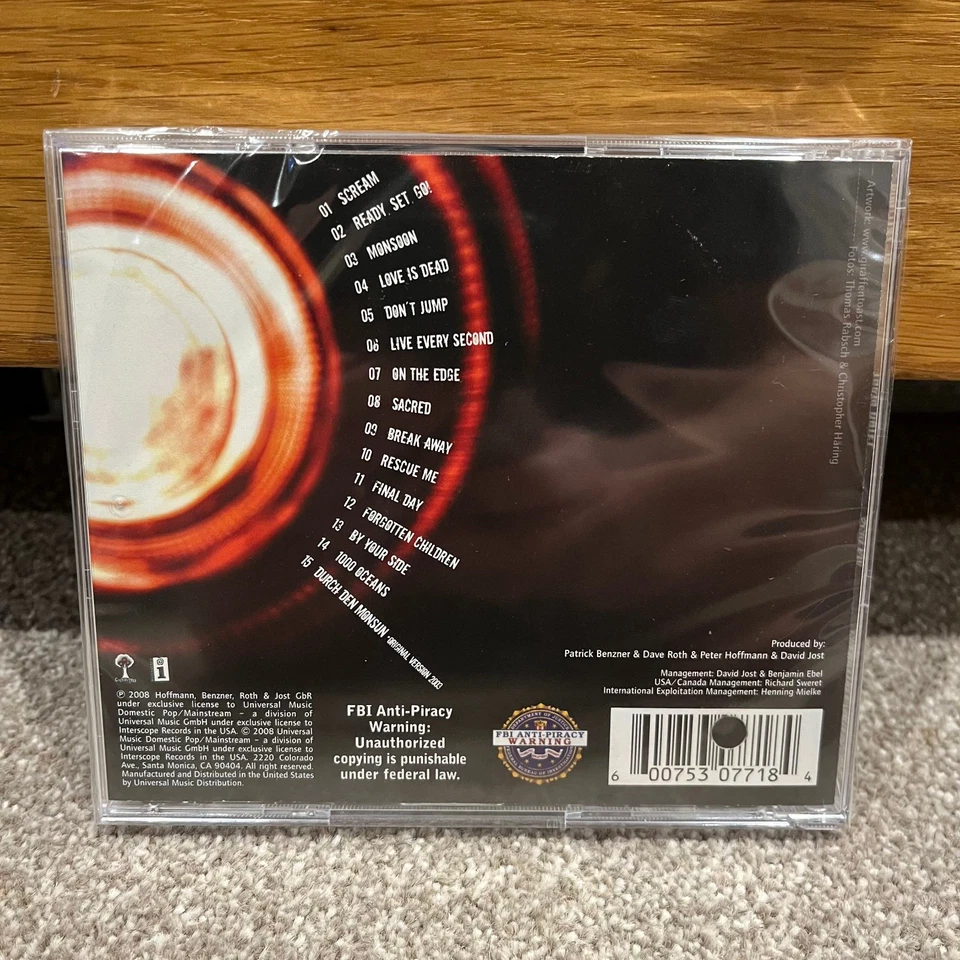 01 SCREAM
02 READY, SET, GO!
03 MONSOON
04 LOVE IS DEAD
05 DON'T JUMP
06 LIVE EVERY SECOND
07 ON THE EDGE
08 SACRED
09 BREAK AWAY
10 RESCUE ME
11 FINAL DAY
12 FORGOTTEN CHILDREN
13 BY YOUR SIDE
14 1000 OCEANS
15 DURCH DEN MONSUN *ORIGINAL VERSION 2003
Artwork: www.giraffentoast.com
Fotos: Thomas Rabsch & Christopher Häring
Produced by:
Patrick Benzner & Dave Roth & Peter Hoffmann & David Jost
Management: David Jost & Benjamin Ebel
USA/Canada Management: Richard Sweret
International Exploitation Management: Henning Mielke
℗ 2008 Hoffmann, Benzner, Roth & Jost GbR
under exclusive license to Universal Music
Domestic Pop/Mainstream – a division of
Universal Music GmbH under exclusive license to
Interscope Records in the USA. © 2008 Universal
Music Domestic Pop/Mainstream – a division of
Universal Music GmbH under exclusive license to
Interscope Records in the USA. 2220 Colorado
Ave., Santa Monica, CA 90404. All right reserved.
Manufactured and Distributed in the United States
by Universal Music Distribution.
FBI Anti-Piracy
Warning:
Unauthorized
copying is punishable
under federal law.
FBI ANTI-PIRACY
WARNING
6 00753 07718 4